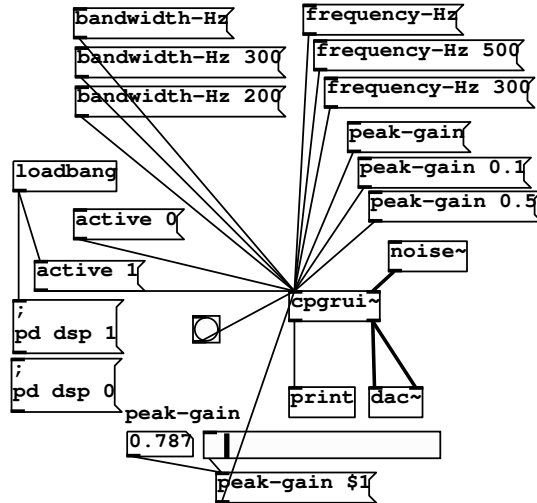 bandwidth-Hz
frequency-Hz
bandwidth-Hz 300
frequency-Hz 500
bandwidth-Hz 200
frequency-Hz 300
peak-gain
loadbang
peak-gain 0.1
active 0
peak-gain 0.5
noise~
active 1
cpgrui~
;
pd dsp 1
;
pd dsp 0
print
dac~
peak-gain
0.787
peak-gain $1